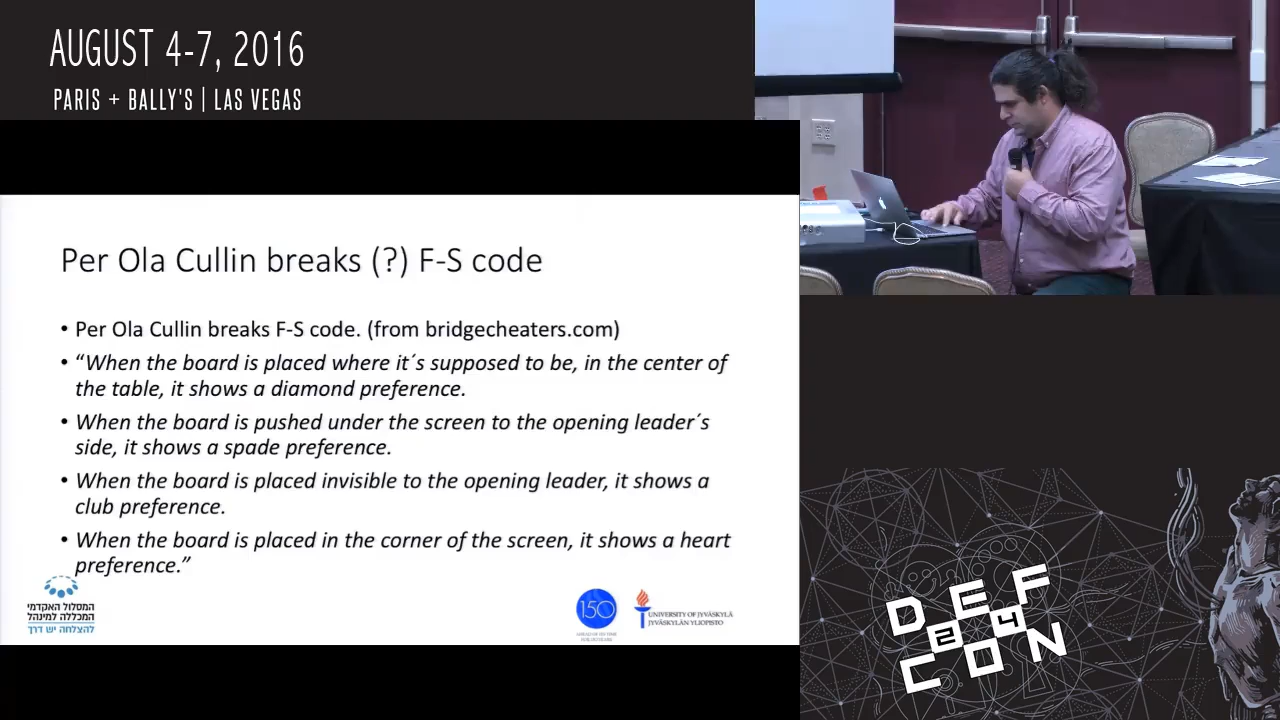 AUGUST 4-7, 2016
PARIS + BALLY'S | LAS VEGAS
Per Ola Cullin breaks (?) F-S code
• Per Ola Cullin breaks F-S code. (from bridgecheaters.com)
• “When the board is placed where it´s supposed to be, in the center of
the table, it shows a diamond preference.
• When the board is pushed under the screen to the opening leader´s
side, it shows a spade preference.
• When the board is placed invisible to the opening leader, it shows a
club preference.
• When the board is placed in the corner of the screen, it shows a heart
preference.”
המסלול האקדמי
המכללה למינהל
להצלחה יש דרך
150
UNIVERSITY OF JYVÄSKYLÄ
JYVÄSKYLÄN YLIOPISTO
DEF
24
CON